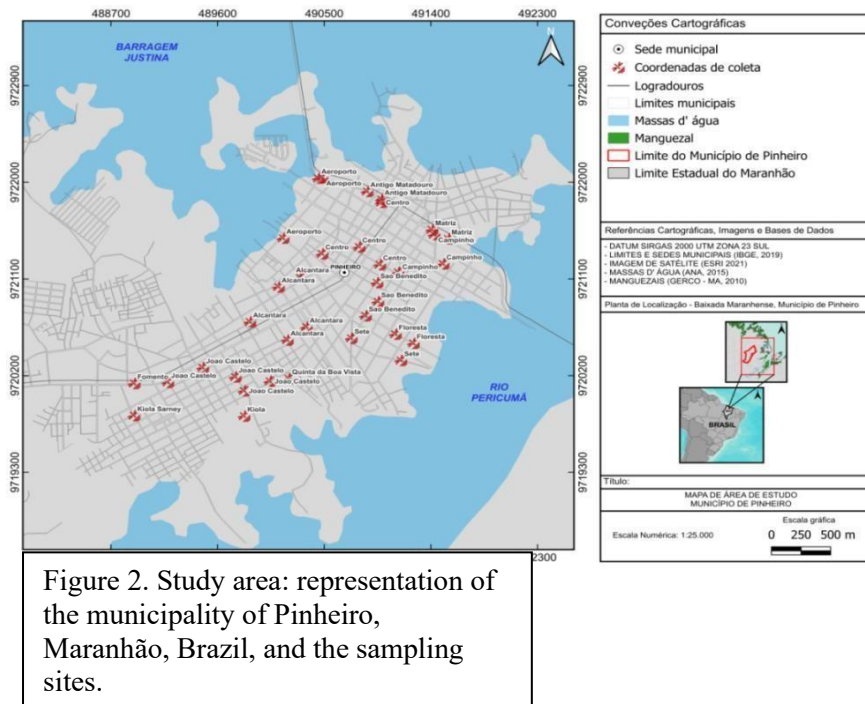 488700 489600 490500 491400 492300
BARRAGEM
JUSTINA
N
9722900
9722900
9722000
9722000
9721100
9721100
9720200
9720200
9719300
9719300
Aeroporto
Aeroporto
Antigo Matadouro
Antigo Matadouro
Centro
Matriz
Matriz
Campinho
Aeroporto
Centro
Centro
Centro
Campinho
Campinho
PINHEIRO
Alcantara
Alcantara
Sao Benedito
Sao Benedito
Sao Benedito
Alcantara
Alcantara
Alcantara
Sete
Floresta
Floresta
Sete
Joao Castelo
Fomento
Joao Castelo
Joao Castelo
Quinta da Boa Vista
Joao Castelo
Joao Castelo
Kiola Sarney
Kiola
RIO
PERICUMÃ
2300
Conveções Cartográficas
Sede municipal
Coordenadas de coleta
Logradouros
Limites municipais
Massas d' água
Manguezal
Limite do Município de Pinheiro
Limite Estadual do Maranhão
Referências Cartográficas, Imagens e Bases de Dados
- DATUM SIRGAS 2000 UTM ZONA 23 SUL
- LIMITES E SEDES MUNICIPAIS (IBGE, 2019)
- IMAGEM DE SATÉLITE (ESRI 2021)
- MASSAS D' ÁGUA (ANA, 2015)
- MANGUEZAIS (GERCO - MA, 2010)
Planta de Localização - Baixada Maranhense, Município de Pinheiro
BRASIL
Título:
MAPA DE ÁREA DE ESTUDO
MUNICÍPIO DE PINHEIRO
Escala Numérica: 1:25.000
Escala gráfica
0 250 500 m
Figure 2. Study area: representation of
the municipality of Pinheiro,
Maranhão, Brazil, and the sampling
sites.